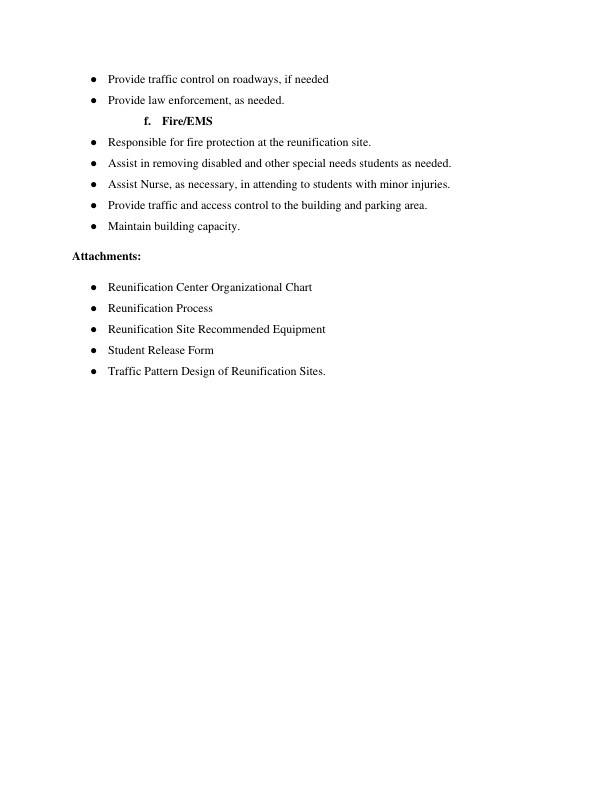 ● Provide traffic control on roadways, if needed
● Provide law enforcement, as needed.
f. Fire/EMS
● Responsible for fire protection at the reunification site.
● Assist in removing disabled and other special needs students as needed.
● Assist Nurse, as necessary, in attending to students with minor injuries.
● Provide traffic and access control to the building and parking area.
● Maintain building capacity.
Attachments:
● Reunification Center Organizational Chart
● Reunification Process
● Reunification Site Recommended Equipment
● Student Release Form
● Traffic Pattern Design of Reunification Sites.